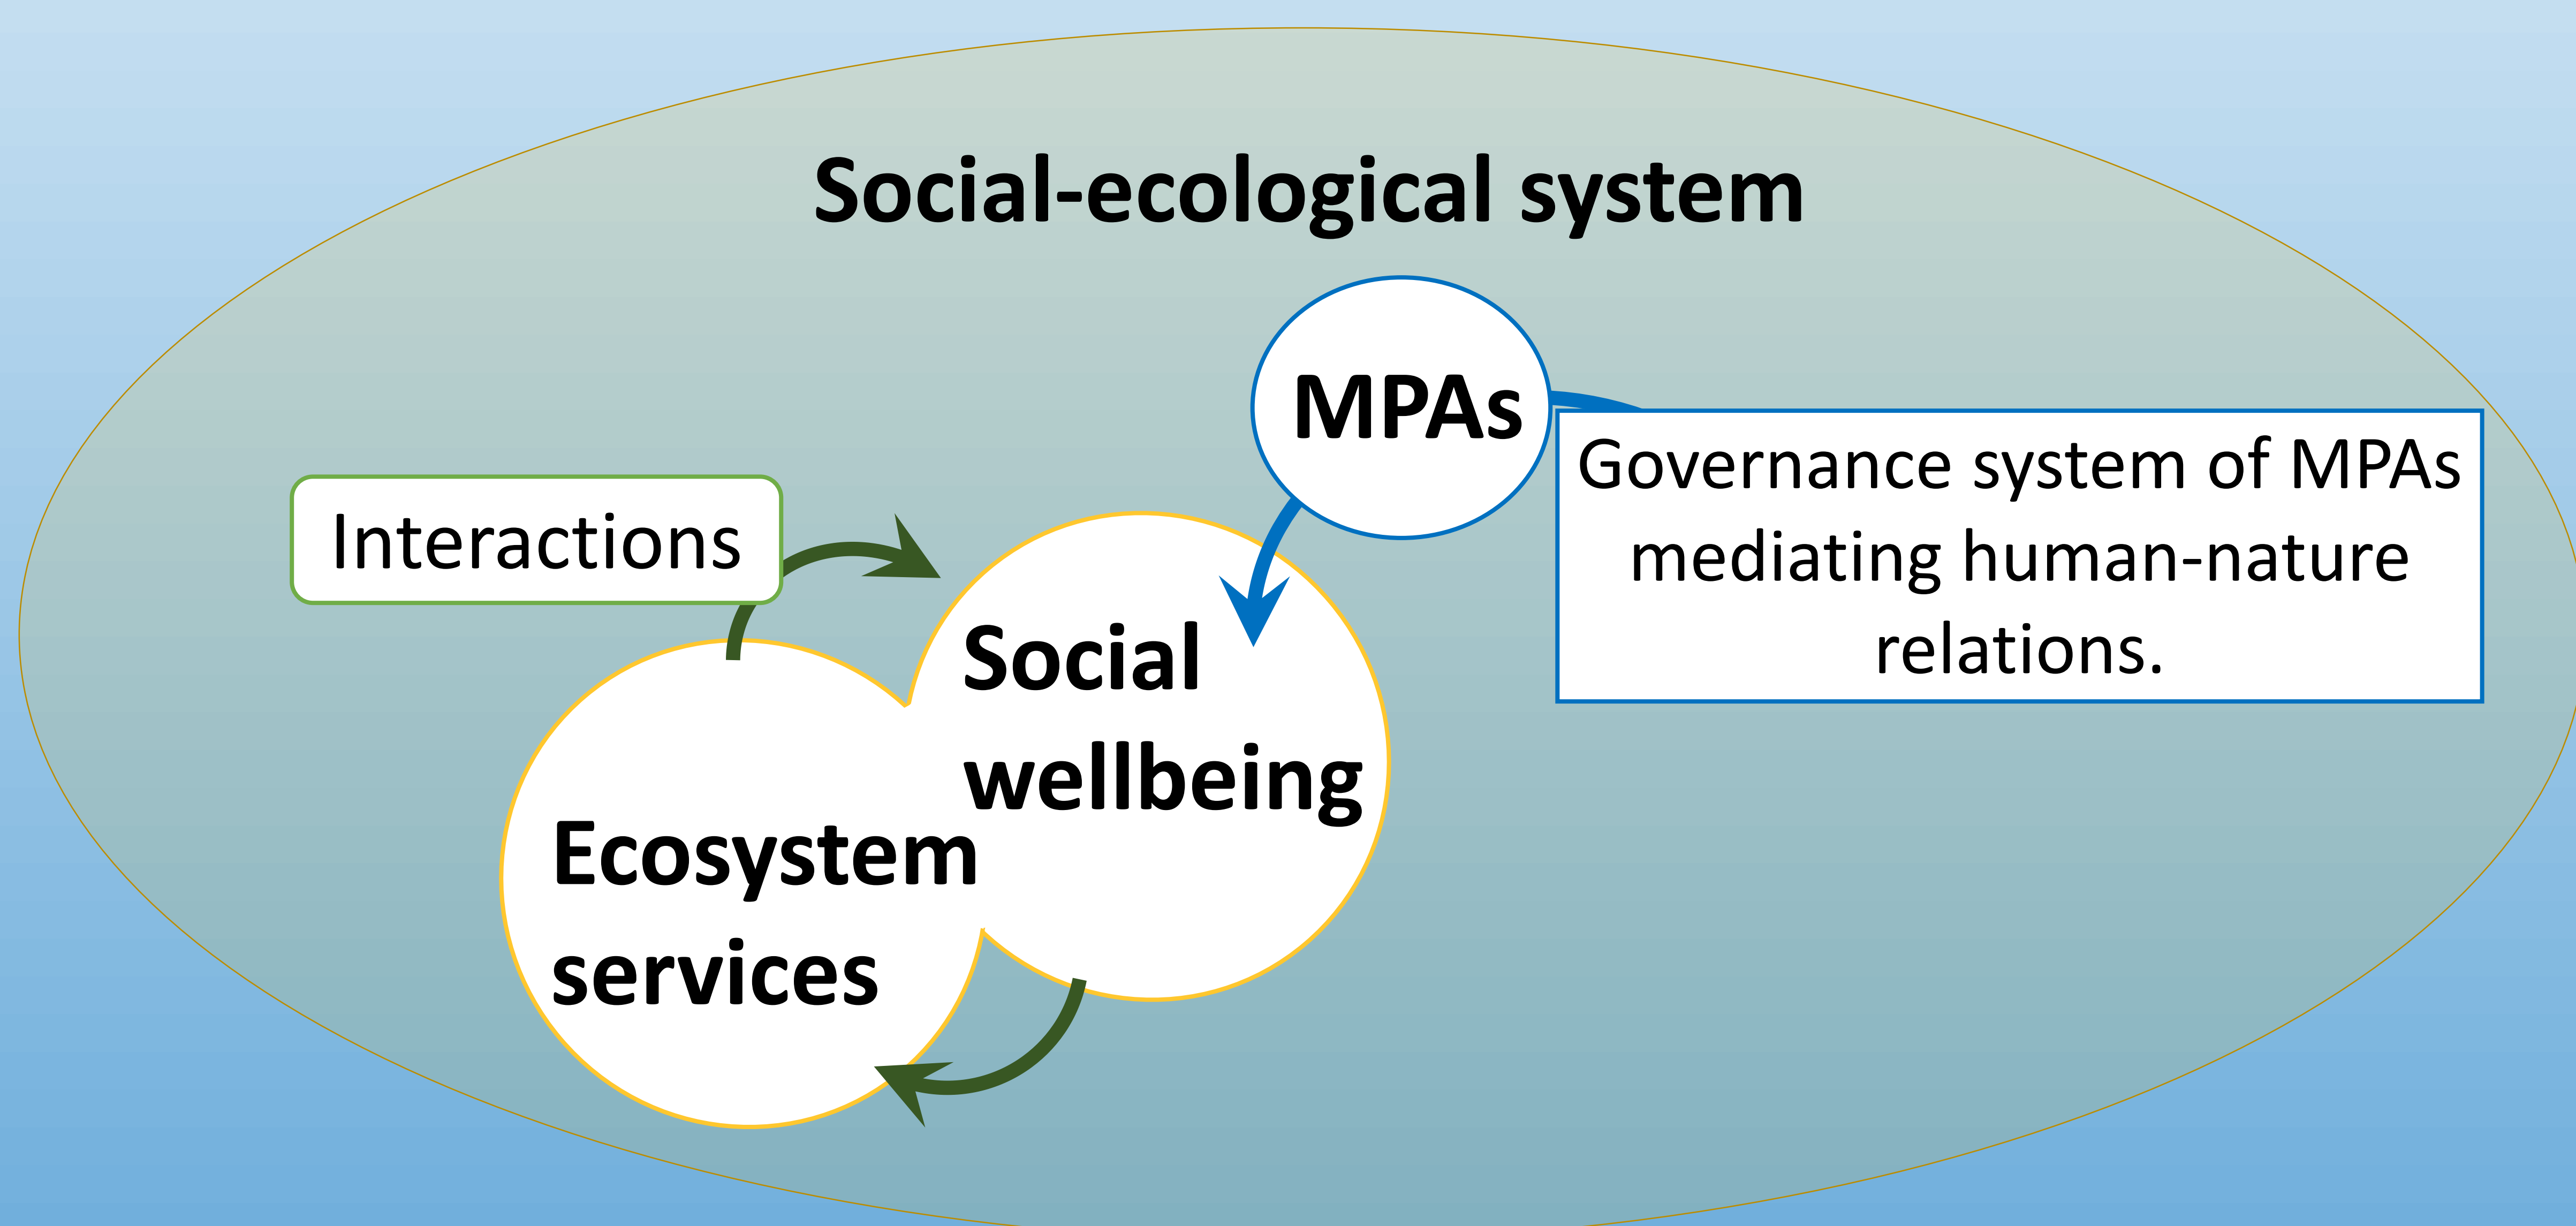 Social-ecological system
MPAs
Governance system of MPAs
mediating human-nature
relations.
Interactions
Social
wellbeing
Ecosystem
services